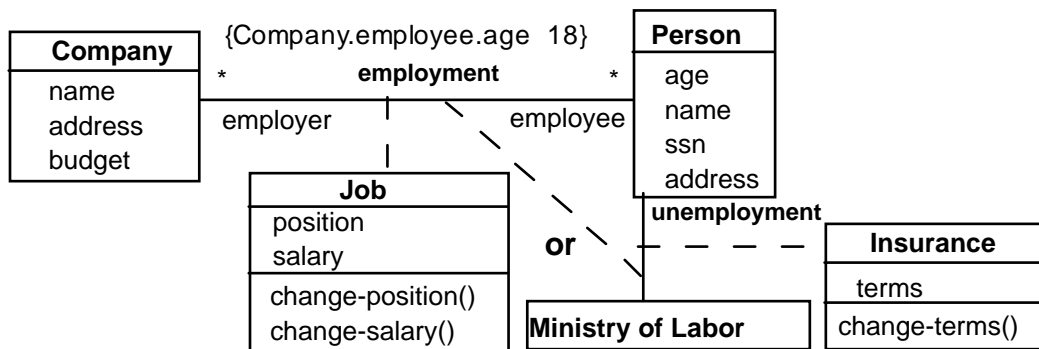 {Company.employee.age 18}
Company
name
address
budget
*
employment
*
employer
employee
Person
age
name
ssn
address
Job
position
salary
change-position()
change-salary()
unemployment
or
Ministry of Labor
Insurance
terms
change-terms()